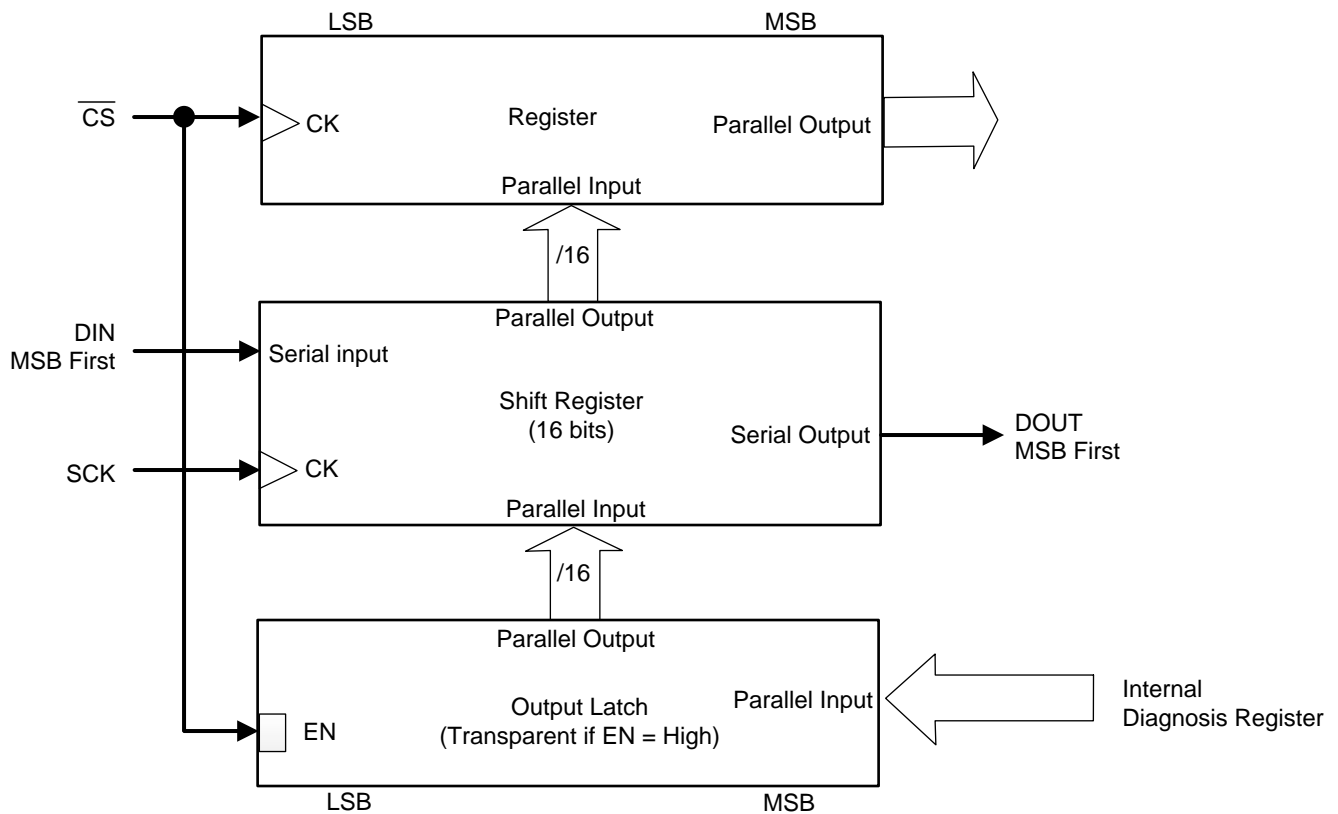 LSB
MSB
CS
CK
Register
Parallel Output
Parallel Input
/16
Parallel Output
DIN
MSB First
Serial input
Shift Register
(16 bits)
Serial Output
DOUT
MSB First
SCK
CK
Parallel Input
/16
Parallel Output
Parallel Input
Internal
Diagnosis Register
EN
Output Latch
(Transparent if EN = High)
LSB
MSB